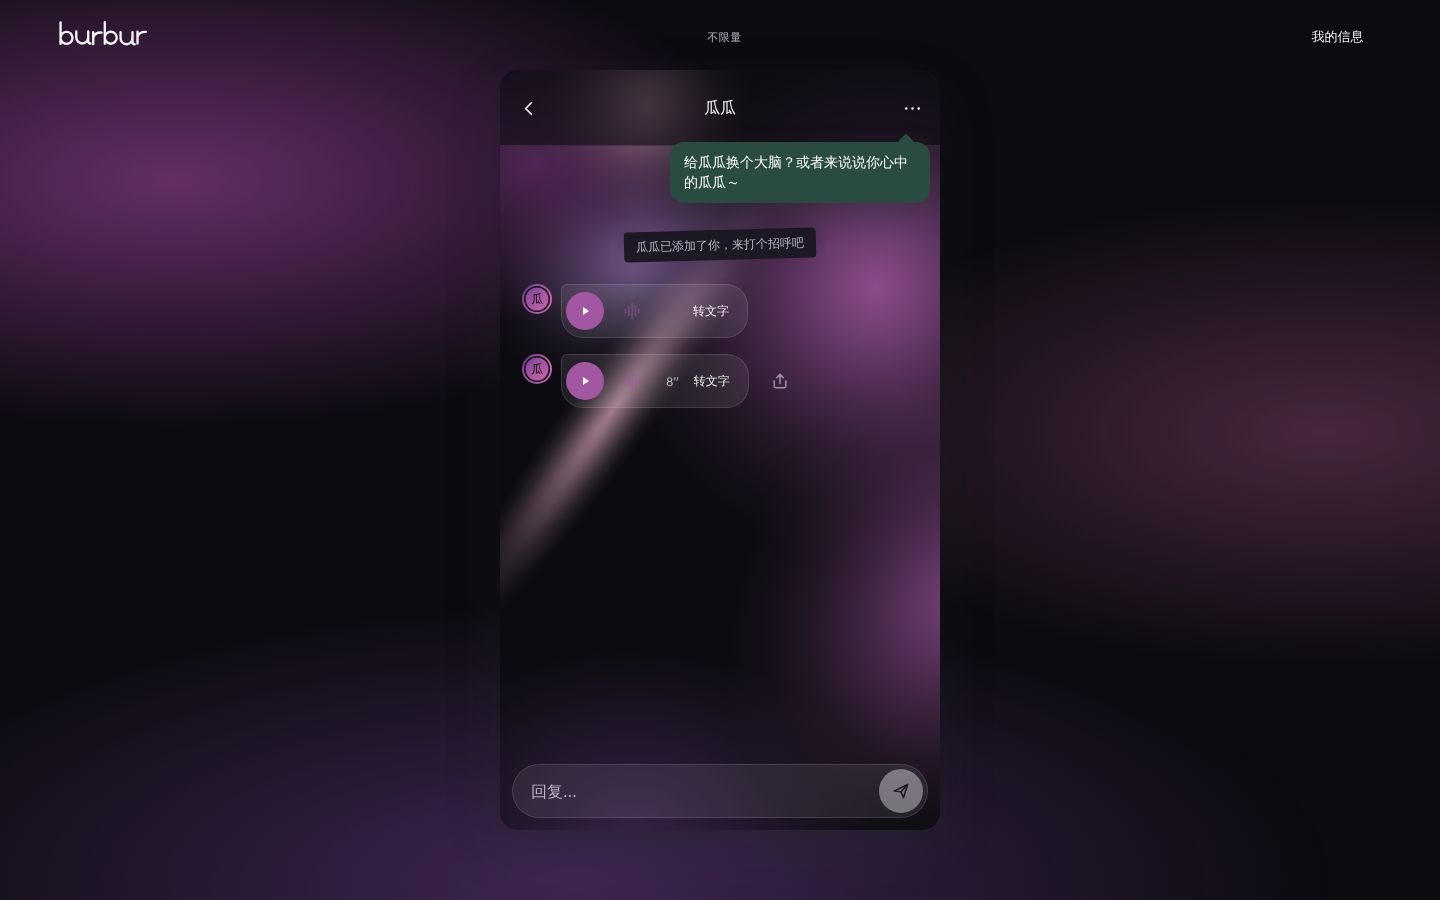 burbur
不限量
我的信息
瓜瓜
给瓜瓜换个大脑？或者来说说你心中
的瓜瓜～
瓜瓜已添加了你，来打个招呼吧
瓜
转文字
瓜
8″
转文字
回复...